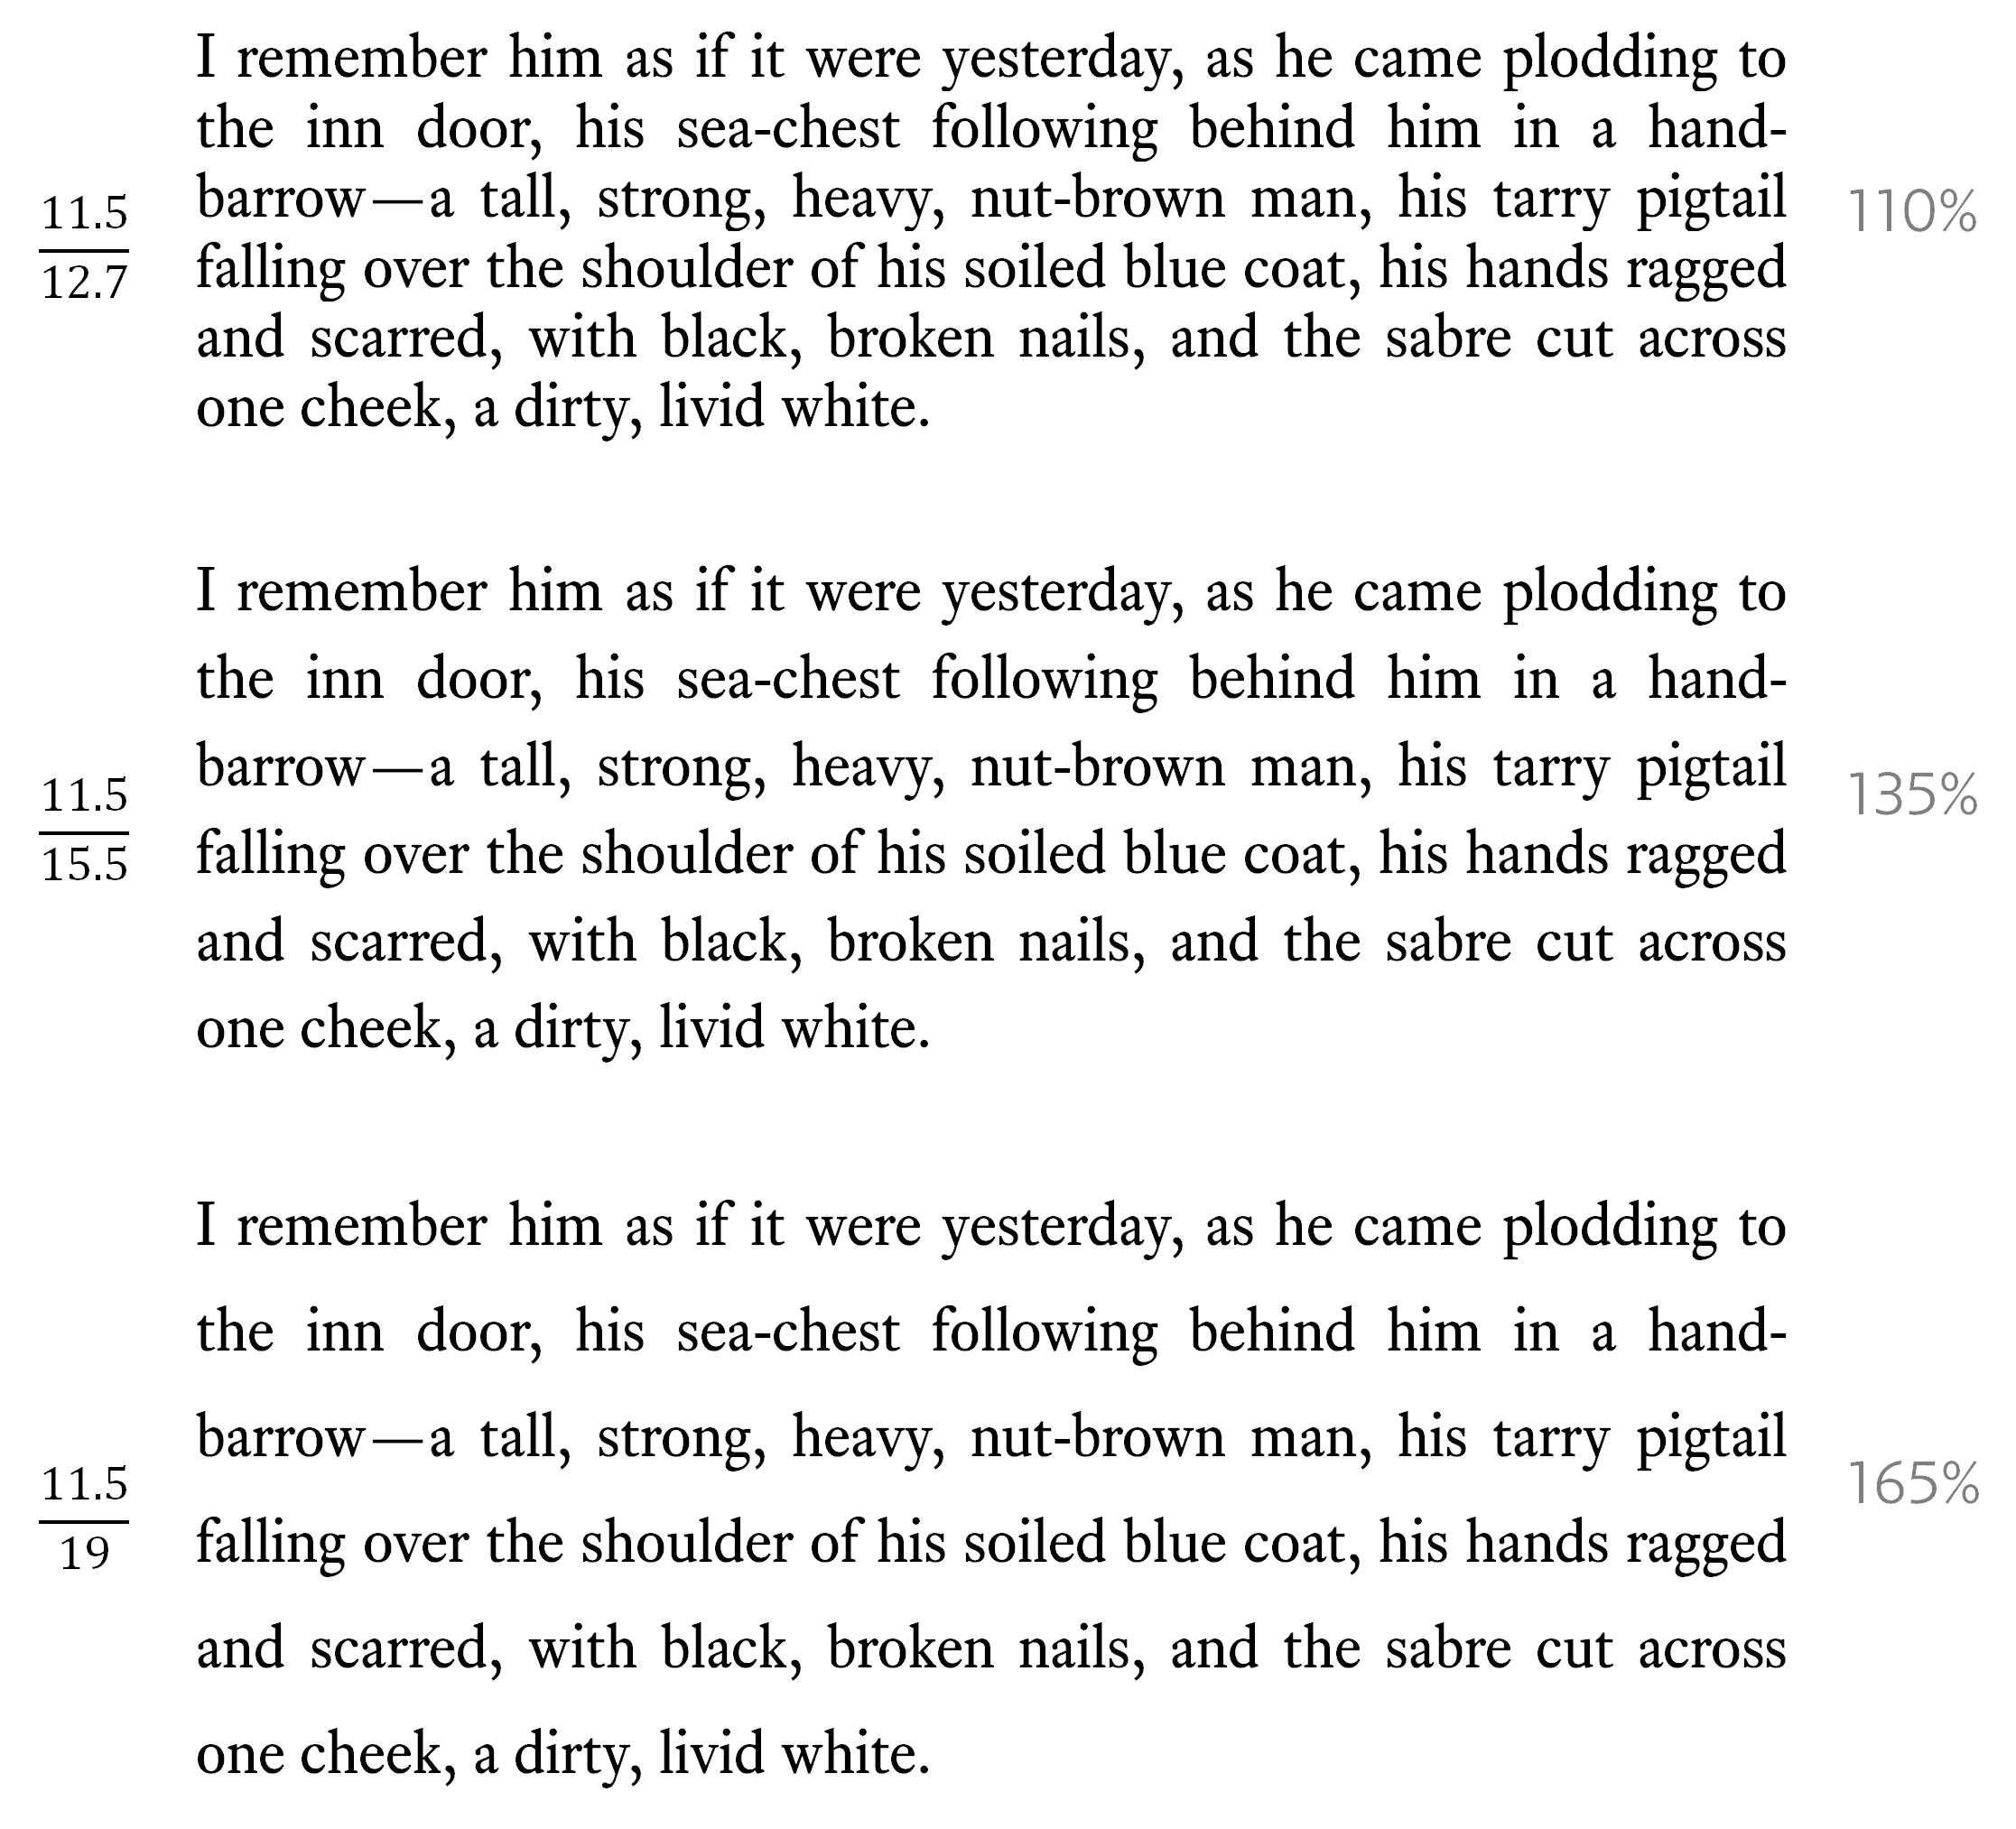 I remember him as if it were yesterday, as he came plodding to
the inn door, his sea-chest following behind him in a hand-
barrow—a tall, strong, heavy, nut-brown man, his tarry pigtail
falling over the shoulder of his soiled blue coat, his hands ragged
and scarred, with black, broken nails, and the sabre cut across
one cheek, a dirty, livid white.
11.5
12.7
110%
I remember him as if it were yesterday, as he came plodding to
the inn door, his sea-chest following behind him in a hand-
barrow—a tall, strong, heavy, nut-brown man, his tarry pigtail
falling over the shoulder of his soiled blue coat, his hands ragged
and scarred, with black, broken nails, and the sabre cut across
one cheek, a dirty, livid white.
11.5
15.5
135%
I remember him as if it were yesterday, as he came plodding to
the inn door, his sea-chest following behind him in a hand-
barrow—a tall, strong, heavy, nut-brown man, his tarry pigtail
falling over the shoulder of his soiled blue coat, his hands ragged
and scarred, with black, broken nails, and the sabre cut across
one cheek, a dirty, livid white.
11.5
19
165%